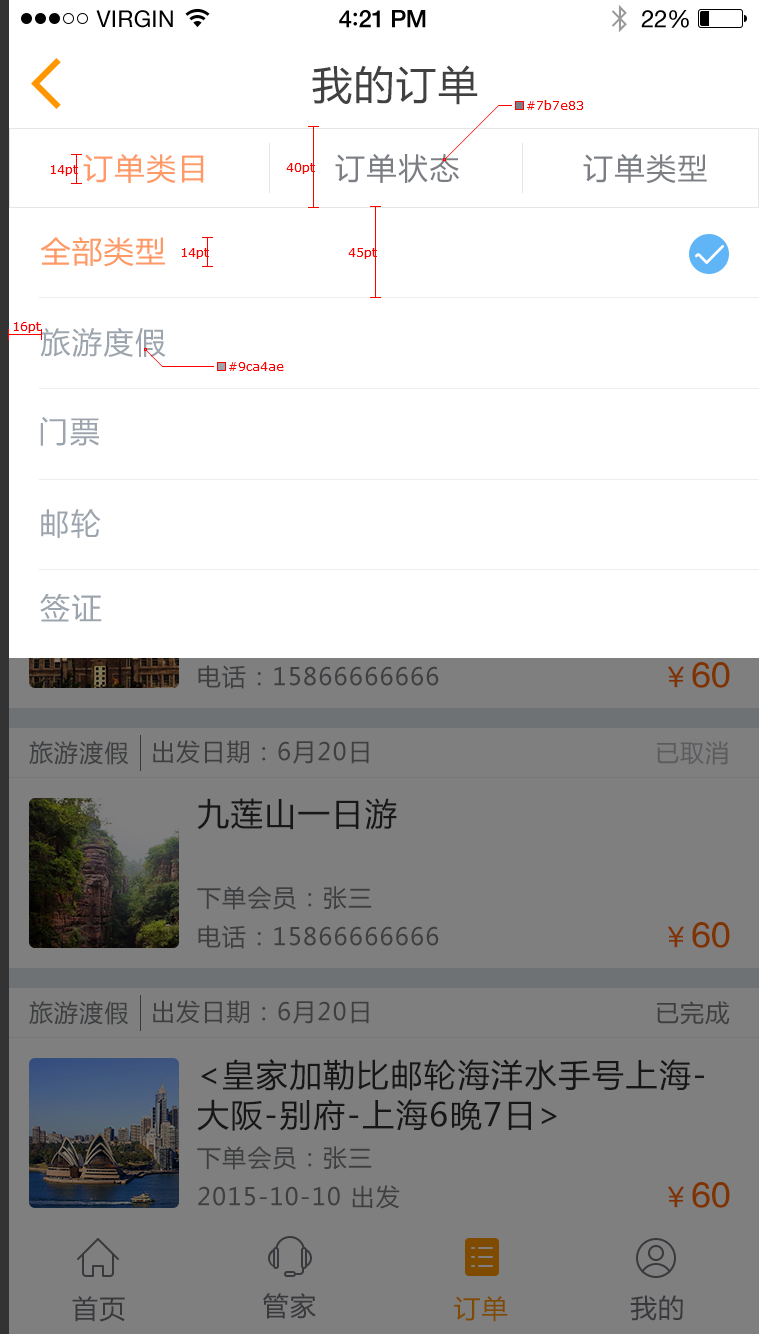 VIRGIN 4:21 PM 22%
我的订单
#7b7e83
14pt 订单类目 40pt 订单状态 订单类型
全部类型 14pt 45pt
16pt
旅游度假
#9ca4ae
门票
邮轮
签证
电话：15866666666 ¥60
旅游渡假 出发日期：6月20日 已取消
九莲山一日游
下单会员：张三
电话：15866666666 ¥60
旅游渡假 出发日期：6月20日 已完成
<皇家加勒比邮轮海洋水手号上海-
大阪-别府-上海6晚7日>
下单会员：张三
2015-10-10 出发 ¥60
首页 管家 订单 我的